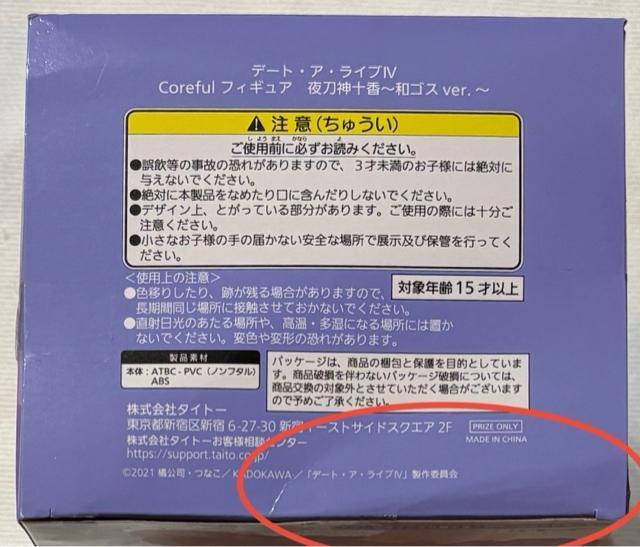 デート・ア・ライブⅣ
Coreful フィギュア　夜刀神十香～和ゴス ver.～
注意(ちゅうい)
ご使用前に必ずお読みください。
しようまえ　かなら　よ
●誤飲等の事故の恐れがありますので、３才未満のお子様には絶対に
与えないでください。
●絶対に本製品をなめたり口に含んだりしないでください。
●デザイン上、とがっている部分があります。ご使用の際には十分ご
注意ください。
●小さなお子様の手の届かない安全な場所で展示及び保管を行ってく
ださい。
＜使用上の注意＞
●色移りしたり、跡が残る場合がありますので、
長期間同じ場所に接触させておかないでください。
対象年齢15才以上
●直射日光のあたる場所や、高温・多湿になる場所には置か
ないでください。変色や変形の恐れがあります。
製品素材
本体：ATBC-PVC（ノンフタル）
ABS
パッケージは、商品の梱包と保護を目的としていま
す。商品破損を伴わないパッケージ破損については、
商品交換の対象外とさせていただく場合がございます
ので予めご了承ください。
株式会社タイトー
東京都新宿区新宿 6-27-30 新宿イーストサイドスクエア 2F
株式会社タイトーお客様相談センター
https://support.taito.co.jp/
PRIZE ONLY
MADE IN CHINA
©2021 橘公司・つなこ／KADOKAWA／「デート・ア・ライブⅣ」製作委員会